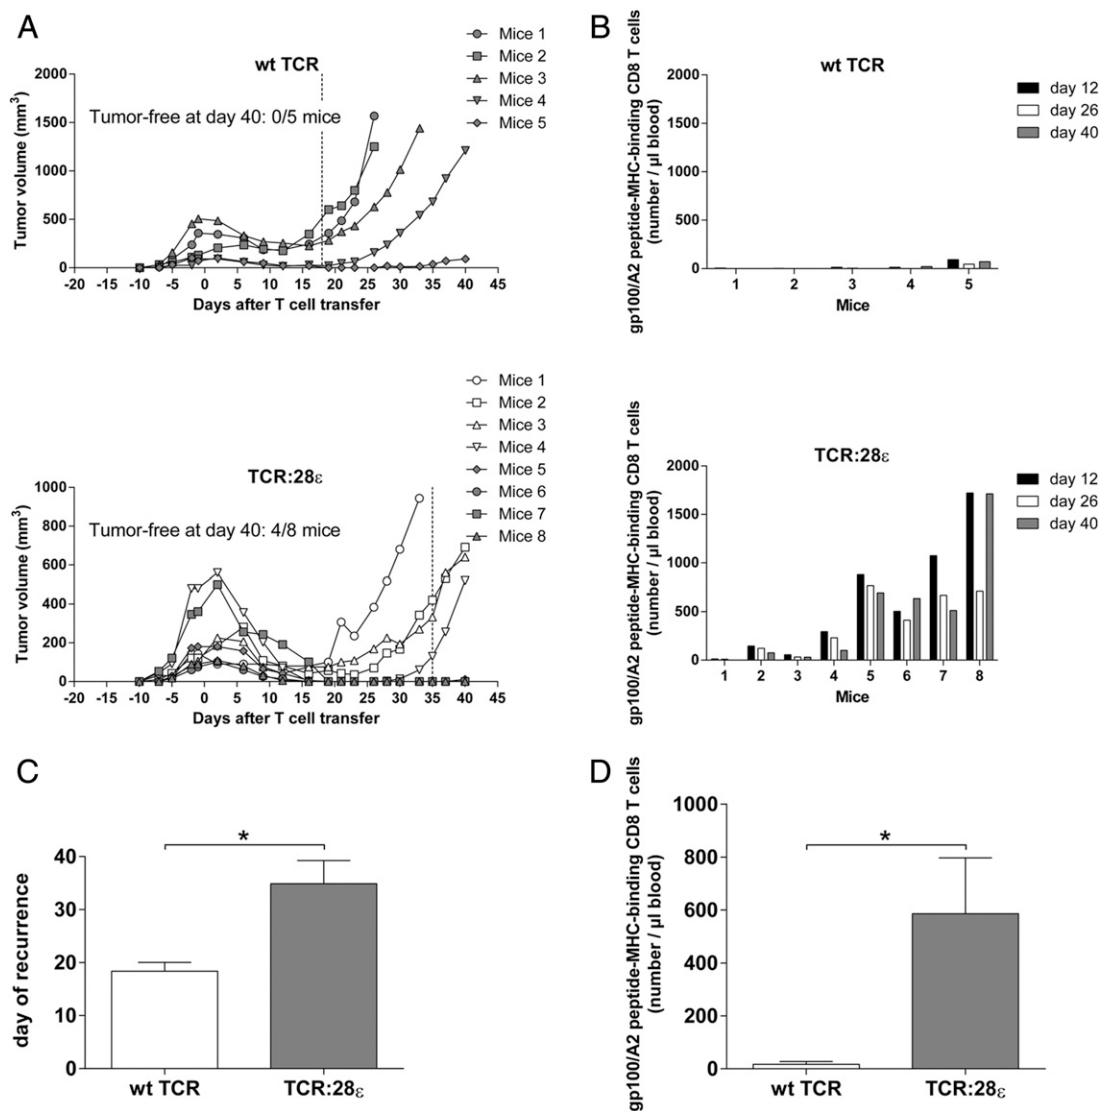 A
wt TCR
Tumor-free at day 40: 0/5 mice
Tumor volume (mm³)
2000
1500
1000
500
0
-20 -15 -10 -5 0 5 10 15 20 25 30 35 40 45
Days after T cell transfer
Mice 1
Mice 2
Mice 3
Mice 4
Mice 5
B
wt TCR
gp100/A2 peptide-MHC-binding CD8 T cells
(number / µl blood)
2000
1500
1000
500
0
1 2 3 4 5
Mice
day 12
day 26
day 40
TCR:28ε
Tumor-free at day 40: 4/8 mice
Tumor volume (mm³)
1000
800
600
400
200
0
-20 -15 -10 -5 0 5 10 15 20 25 30 35 40 45
Days after T cell transfer
Mice 1
Mice 2
Mice 3
Mice 4
Mice 5
Mice 6
Mice 7
Mice 8
TCR:28ε
gp100/A2 peptide-MHC-binding CD8 T cells
(number / µl blood)
2000
1500
1000
500
0
1 2 3 4 5 6 7 8
Mice
day 12
day 26
day 40
C
day of recurrence
40
30
20
10
0
*
wt TCR TCR:28ε
D
gp100/A2 peptide-MHC-binding CD8 T cells
(number / µl blood)
1000
800
600
400
200
0
*
wt TCR TCR:28ε